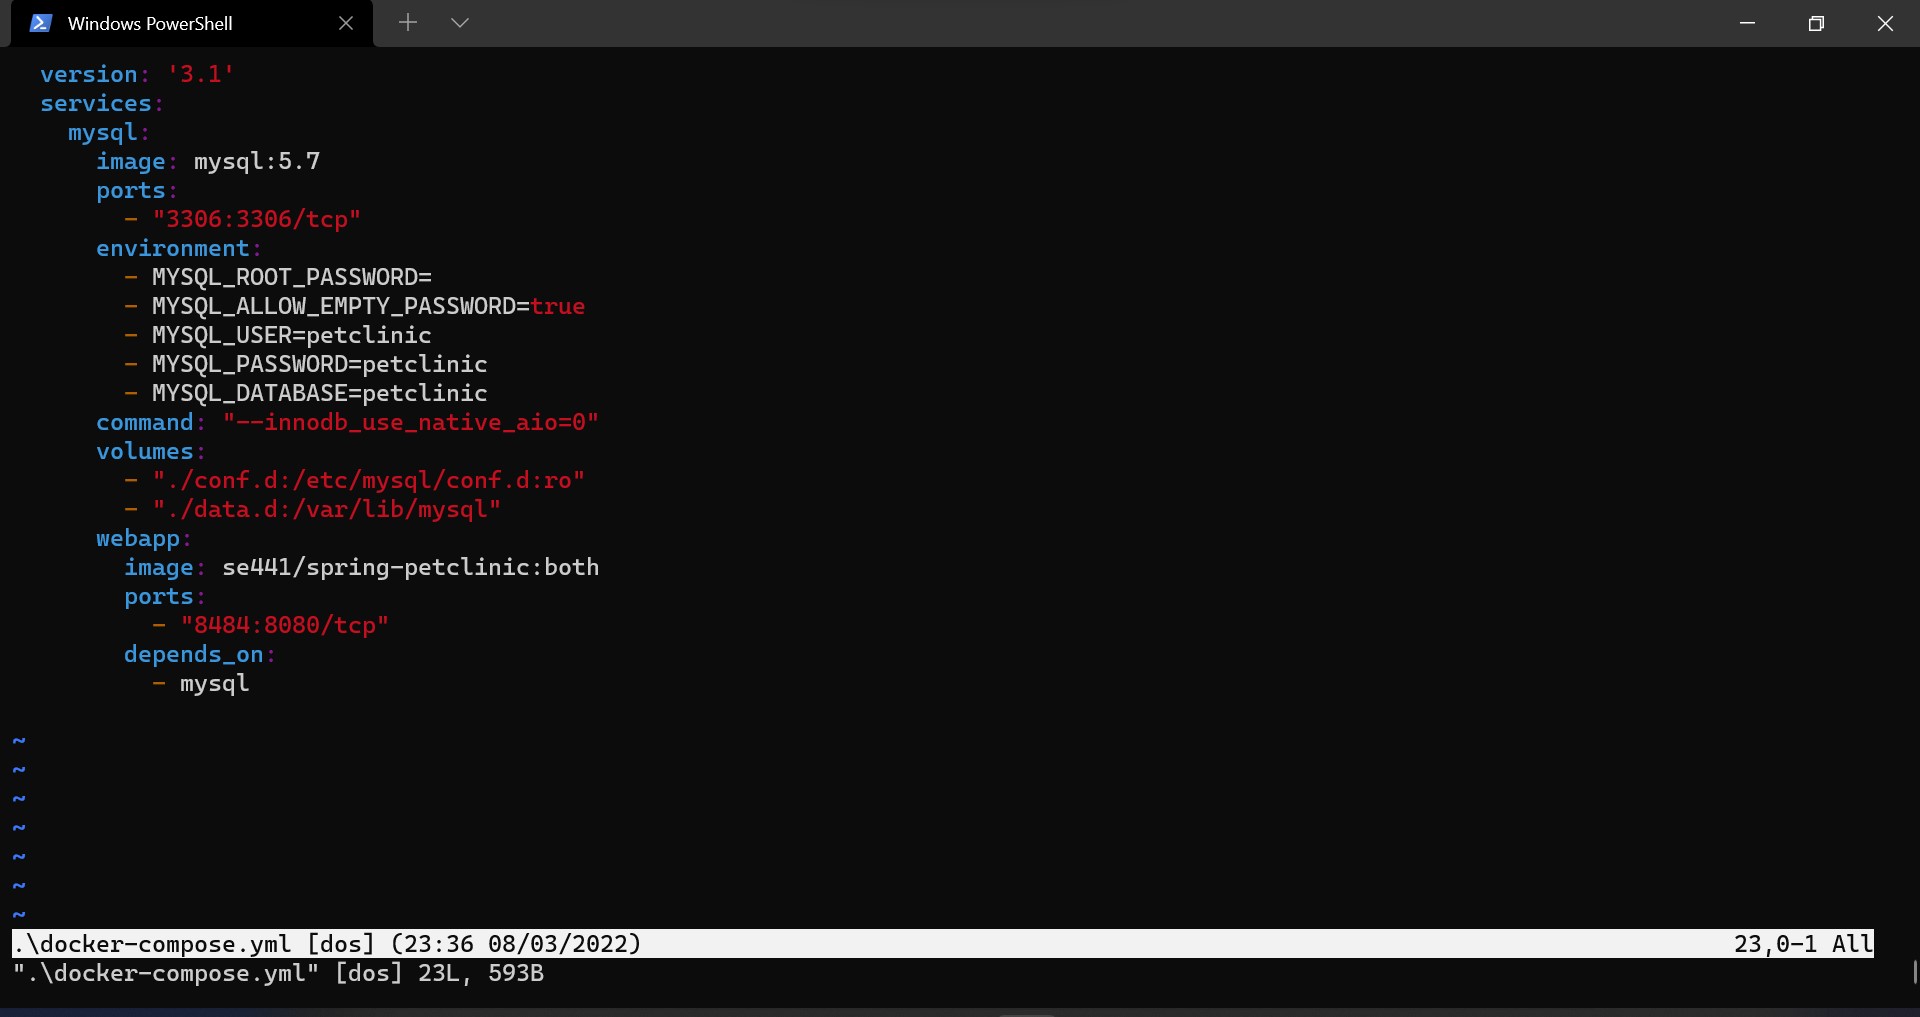 Windows PowerShell
version: '3.1'
services:
  mysql:
    image: mysql:5.7
    ports:
      - "3306:3306/tcp"
    environment:
      - MYSQL_ROOT_PASSWORD=
      - MYSQL_ALLOW_EMPTY_PASSWORD=true
      - MYSQL_USER=petclinic
      - MYSQL_PASSWORD=petclinic
      - MYSQL_DATABASE=petclinic
    command: "--innodb_use_native_aio=0"
    volumes:
      - "./conf.d:/etc/mysql/conf.d:ro"
      - "./data.d:/var/lib/mysql"
    webapp:
      image: se441/spring-petclinic:both
      ports:
        - "8484:8080/tcp"
      depends_on:
        - mysql
~
~
~
~
~
~
~
.\docker-compose.yml [dos] (23:36 08/03/2022) 23,0-1 All
".\docker-compose.yml" [dos] 23L, 593B